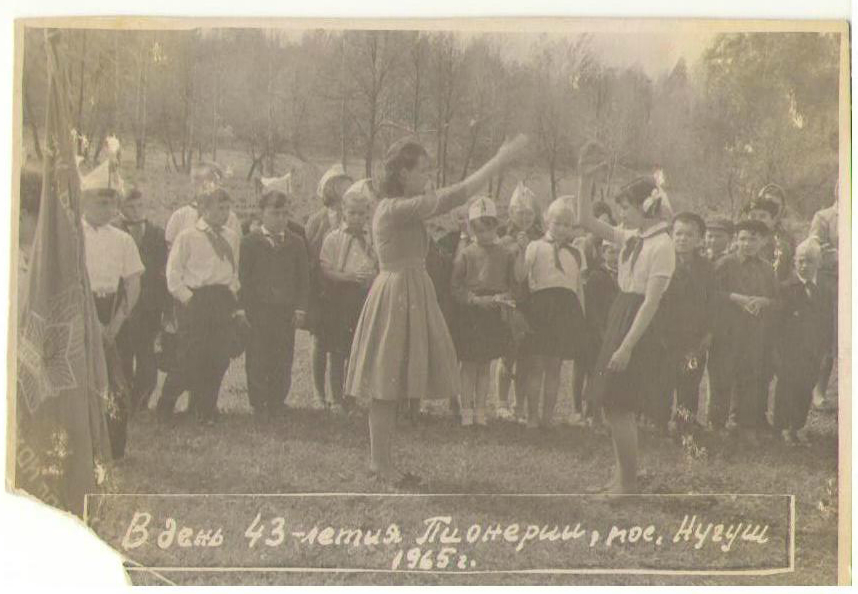 В день 43-летия Пионерии, пос. Нугуш
1965г.